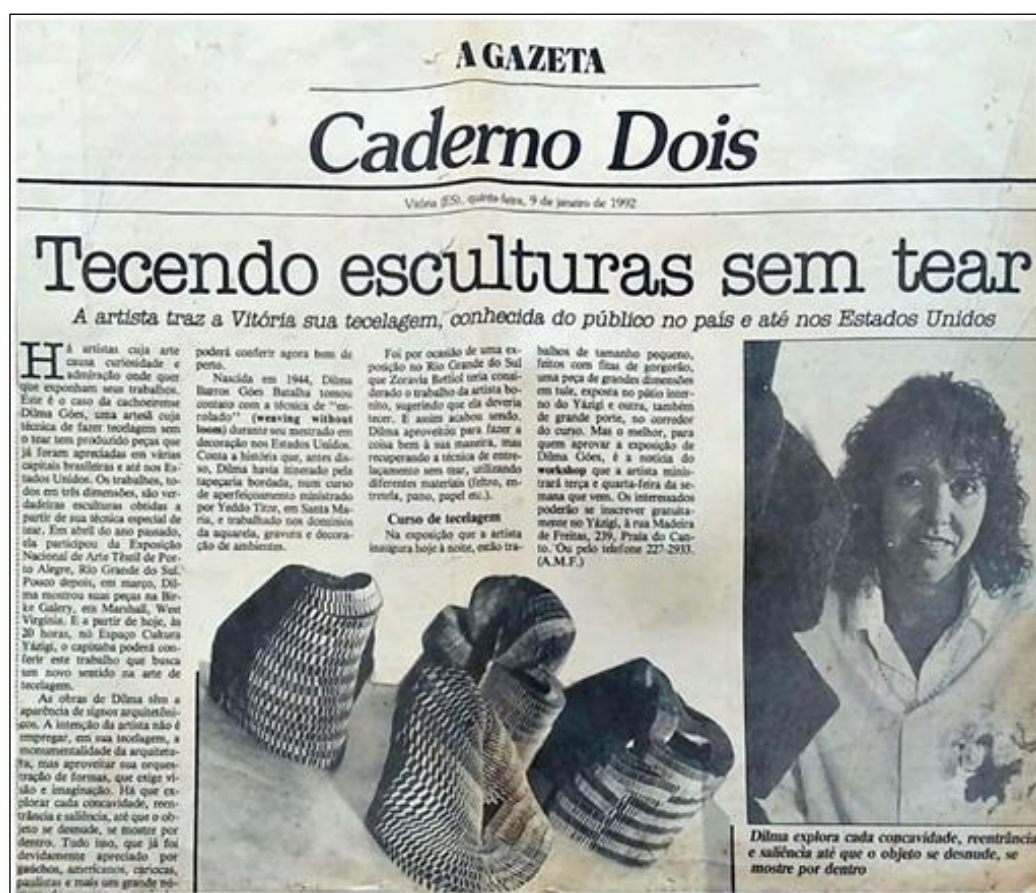 A GAZETA
Caderno Dois
Vitória (ES), quinta-feira, 9 de janeiro de 1992
Tecendo esculturas sem tear
A artista traz a Vitória sua tecelagem, conhecida do público no país e até nos Estados Unidos
Há artistas cuja arte
causa curiosidade e
admiração onde quer
que exponham seus trabalhos.
Este é o caso da cachoeirense
Dilma Góes, uma artesã cuja
técnica de fazer tecelagem sem
o tear tem produzido peças que
já foram apreciadas em várias
capitais brasileiras e até nos Es-
tados Unidos. Os trabalhos, to-
dos em três dimensões, são ver-
dadeiras esculturas obtidas a
partir de sua técnica especial de
tear. Em abril do ano passado,
ela participou da Exposição
Nacional de Arte Têxtil de Por-
to Alegre, Rio Grande do Sul.
Pouco depois, em março, Dil-
ma mostrou suas peças na Bir-
ke Galery, em Marshall, West
Virginia. E a partir de hoje, às
20 horas, no Espaço Cultura
Yázigi, o capixaba poderá con-
ferir este trabalho que busca
um novo sentido na arte de
tecelagem.
As obras de Dilma têm a
aparência de signos arquitetôni-
cos. A intenção da artista não é
empregar, em sua tecelagem, a
monumentalidade da arquitetu-
ra, mas aproveitar sua orques-
tração de formas, que exige vi-
são e imaginação. Há que ex-
plorar cada concavidade, reen-
trância e saliência, até que o ob-
jeto se desnude, se mostre por
dentro. Tudo isso, que já foi
devidamente apreciado por
gaúchos, americanos, cariocas,
paulistas e mais um grande nú-
poderá conferir agora bem de
perto.
Nascida em 1944, Dilma
Barros Góes Batalha tomou
contato com a técnica de "en-
rolado" (weaving without
loom) durante seu mestrado em
decoração nos Estados Unidos.
Conta a história que, antes dis-
so, Dilma havia itinerado pela
tapeçaria bordada, num curso
de aperfeiçoamento ministrado
por Yeddo Titze, em Santa Ma-
ria, e trabalhado nos domínios
da aquarela, gravura e decora-
ção de ambientes.
Foi por ocasião de uma ex-
posição no Rio Grande do Sul
que Zoravia Bettiol teria consi-
derado o trabalho da artista bo-
nito, sugerindo que ela deveria
tecer. E assim acabou sendo.
Dilma aproveitou para fazer a
coisa bem à sua maneira, mas
recuperando a técnica de entre-
laçamento sem tear, utilizando
diferentes materiais (feltro, en-
tretela, pano, papel etc.).
Curso de tecelagem
Na exposição que a artista
inaugura hoje à noite, estão tra-
balhos de tamanho pequeno,
feitos com fitas de gorgorão,
uma peça de grandes dimensões
em tule, exposta no pátio inter-
no do Yázigi e outra, também
de grande porte, no corredor
do curso. Mas o melhor, para
quem aprovar a exposição de
Dilma Góes, é a notícia do
workshop que a artista minis-
trará terça e quarta-feira da se-
mana que vem. Os interessados
poderão se inscrever gratuita-
mente no Yázigi, à rua Madeira
de Freitas, 239, Praia do Can-
to. Ou pelo telefone 227-2933.
(A.M.F.)
Dilma explora cada concavidade, reentrância
e saliência até que o objeto se desnude, se
mostre por dentro